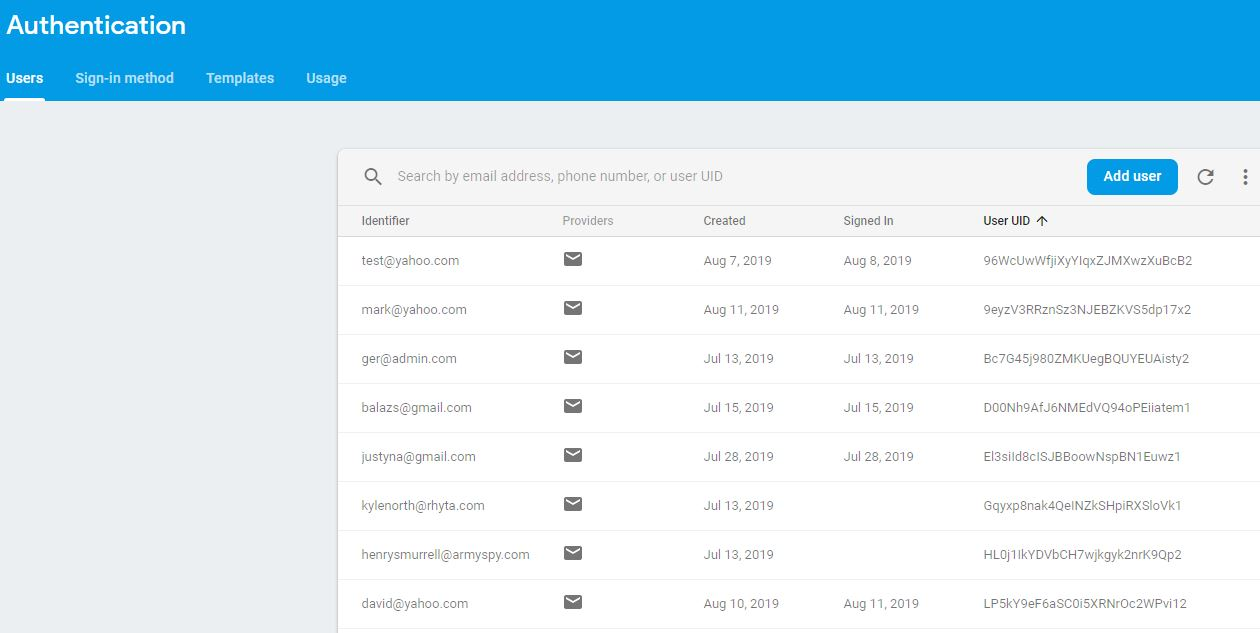 Authentication
Users Sign-in method Templates Usage
Search by email address, phone number, or user UID Add user
Identifier Providers Created Signed In User UID
test@yahoo.com Aug 7, 2019 Aug 8, 2019 96WcUwWfjiXyYIqxZJMXwzXuBcB2
mark@yahoo.com Aug 11, 2019 Aug 11, 2019 9eyzV3RRznSz3NJEBZKVS5dp17x2
ger@admin.com Jul 13, 2019 Jul 13, 2019 Bc7G45j980ZMKUegBQUYEUAisty2
balazs@gmail.com Jul 15, 2019 Jul 15, 2019 D00Nh9AfJ6NMEdVQ94oPEiiatem1
justyna@gmail.com Jul 28, 2019 Jul 28, 2019 El3siId8cISJBBoowNspBN1Euwz1
kylenorth@rhyta.com Jul 13, 2019 Gqyxp8nak4QeINZkSHpiRXSloVk1
henrysmurrell@armyspy.com Jul 13, 2019 HL0j1IkYDVbCH7wjkgyk2nrK9Qp2
david@yahoo.com Aug 10, 2019 Aug 11, 2019 LP5kY9eF6aSC0i5XRNrOc2WPvi12